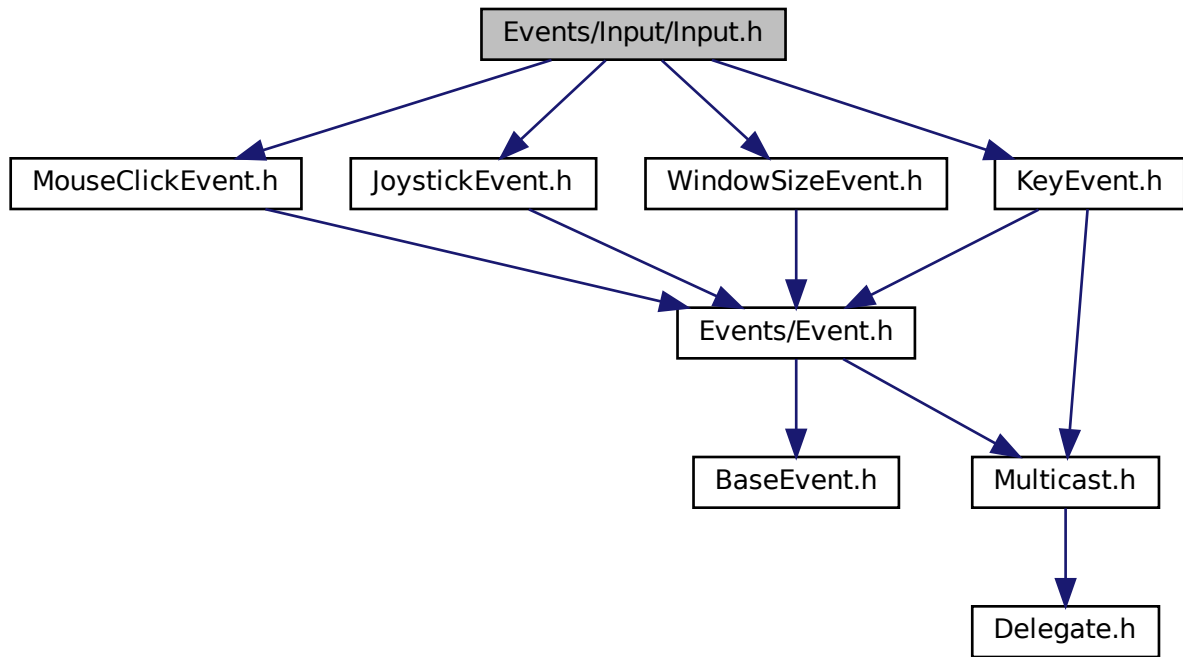 Events/Input/Input.h
MouseClickEvent.h
JoystickEvent.h
WindowSizeEvent.h
KeyEvent.h
Events/Event.h
BaseEvent.h
Multicast.h
Delegate.h